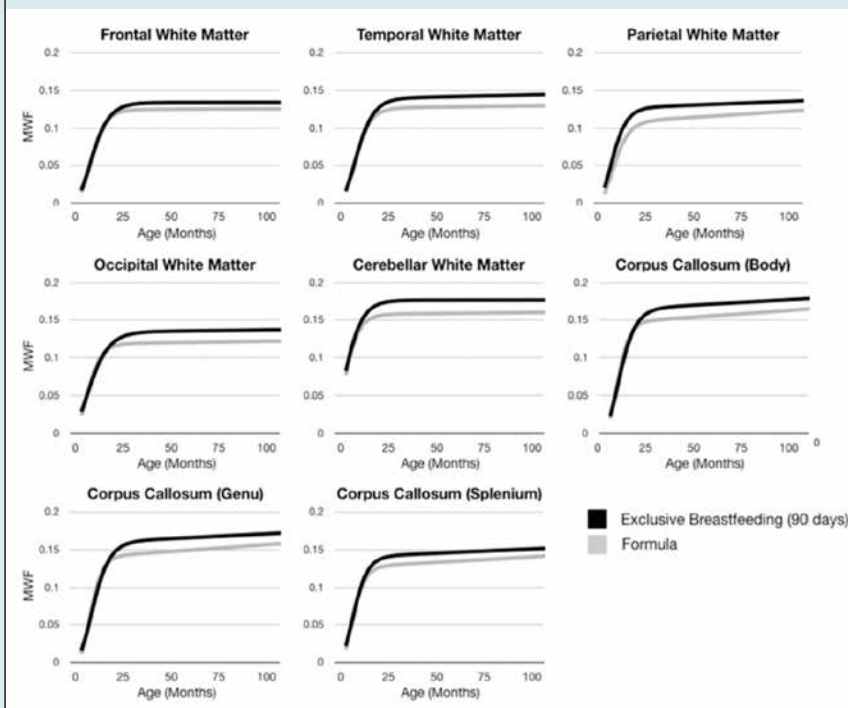 Frontal White Matter
Temporal White Matter
Parietal White Matter
0.2 0.2 0.2
0.15 0.15 0.15
MWF
0.1 0.1 0.1
0.05 0.05 0.05
0 0 0
0 25 50 75 100
0 25 50 75 100
0 25 50 75 100
Age (Months)
Age (Months)
Age (Months)
Occipital White Matter
Cerebellar White Matter
Corpus Callosum (Body)
0.2 0.2 0.2
0.15 0.15 0.15
MWF
0.1 0.1 0.1
0.05 0.05 0.05
0 0 0
0 25 50 75 100
0 25 50 75 100
0 25 50 75 100 0
Age (Months)
Age (Months)
Age (Months)
Corpus Callosum (Genu)
Corpus Callosum (Splenium)
0.2 0.2
0.15 0.15
MWF
0.1 0.1
0.05 0.05
0 0
0 25 50 75 100
0 25 50 75 100
Age (Months)
Age (Months)
Exclusive Breastfeeding (90 days)
Formula